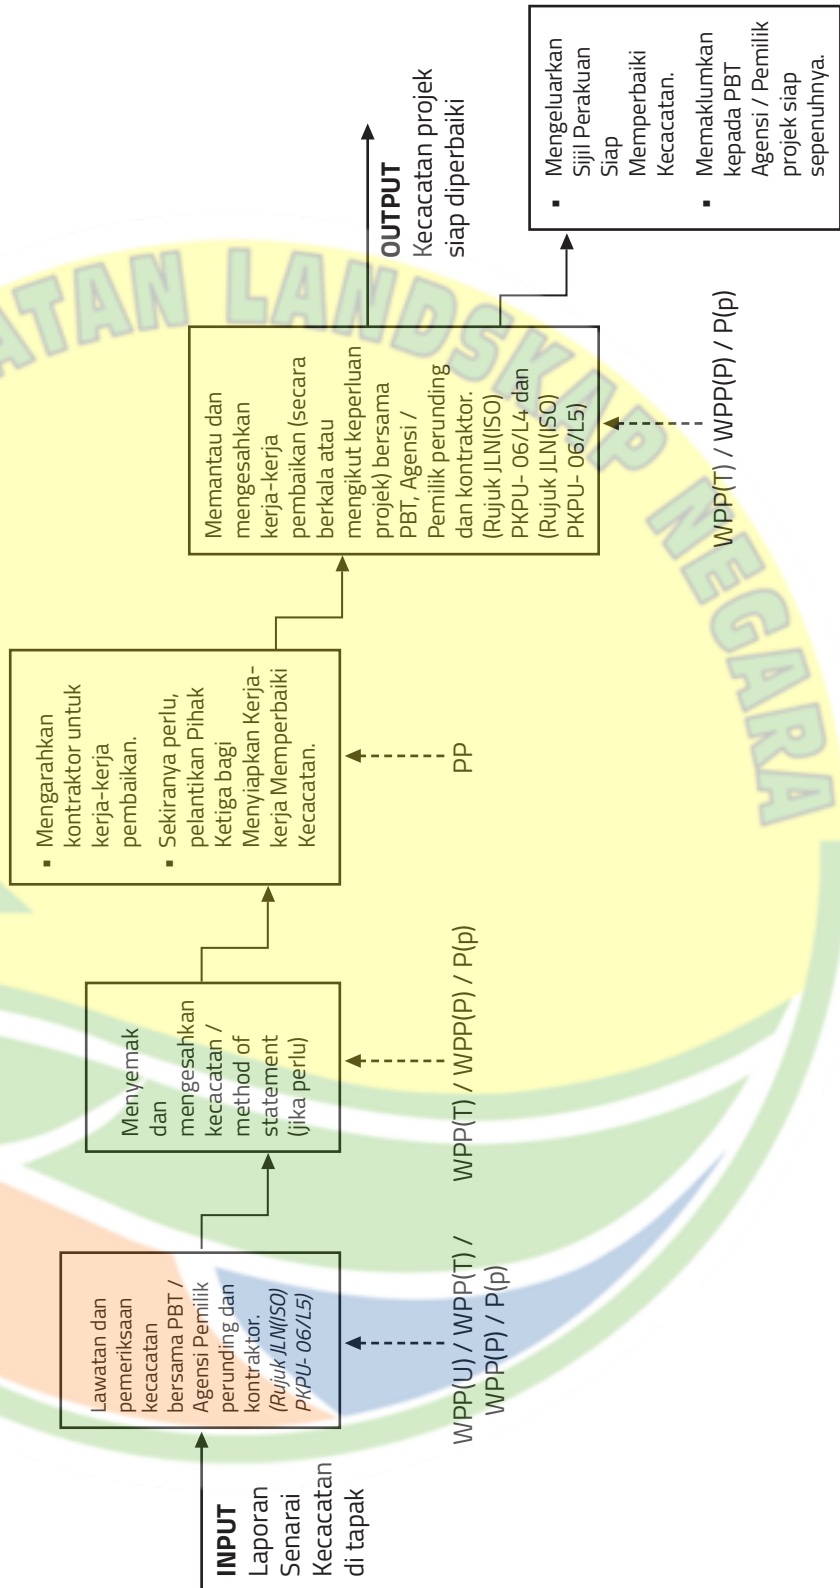 INPUT
Laporan
Senarai
Kecacatan
di tapak
Lawatan dan
pemeriksaan
kecacatan
bersama PBT /
Agensi Pemilik
perunding dan
kontraktor.
(Rujuk JLN(ISO)
PKPU- 06/L5)
WPP(U) / WPP(T) /
WPP(P) / P(p)
Menyemak
dan
mengesahkan
kecacatan /
method of
statement
(jika perlu)
WPP(T) / WPP(P) / P(p)
▪ Mengarahkan
kontraktor untuk
kerja-kerja
pembaikan.
▪ Sekiranya perlu,
pelantikan Pihak
Ketiga bagi
Menyiapkan Kerja-
kerja Memperbaiki
Kecacatan.
PP
Memantau dan
mengesahkan
kerja-kerja
pembaikan (secara
berkala atau
mengikut keperluan
projek) bersama
PBT, Agensi /
Pemilik perunding
dan kontraktor.
(Rujuk JLN(ISO)
PKPU- 06/L4 dan
(Rujuk JLN(ISO)
PKPU- 06/L5)
WPP(T) / WPP(P) / P(p)
OUTPUT
Kecacatan projek
siap diperbaiki
▪ Mengeluarkan
Sijil Perakuan
Siap
Memperbaiki
Kecacatan.
▪ Memaklumkan
kepada PBT
Agensi / Pemilik
projek siap
sepenuhnya.
ATAN LANDSKAP NEGARA